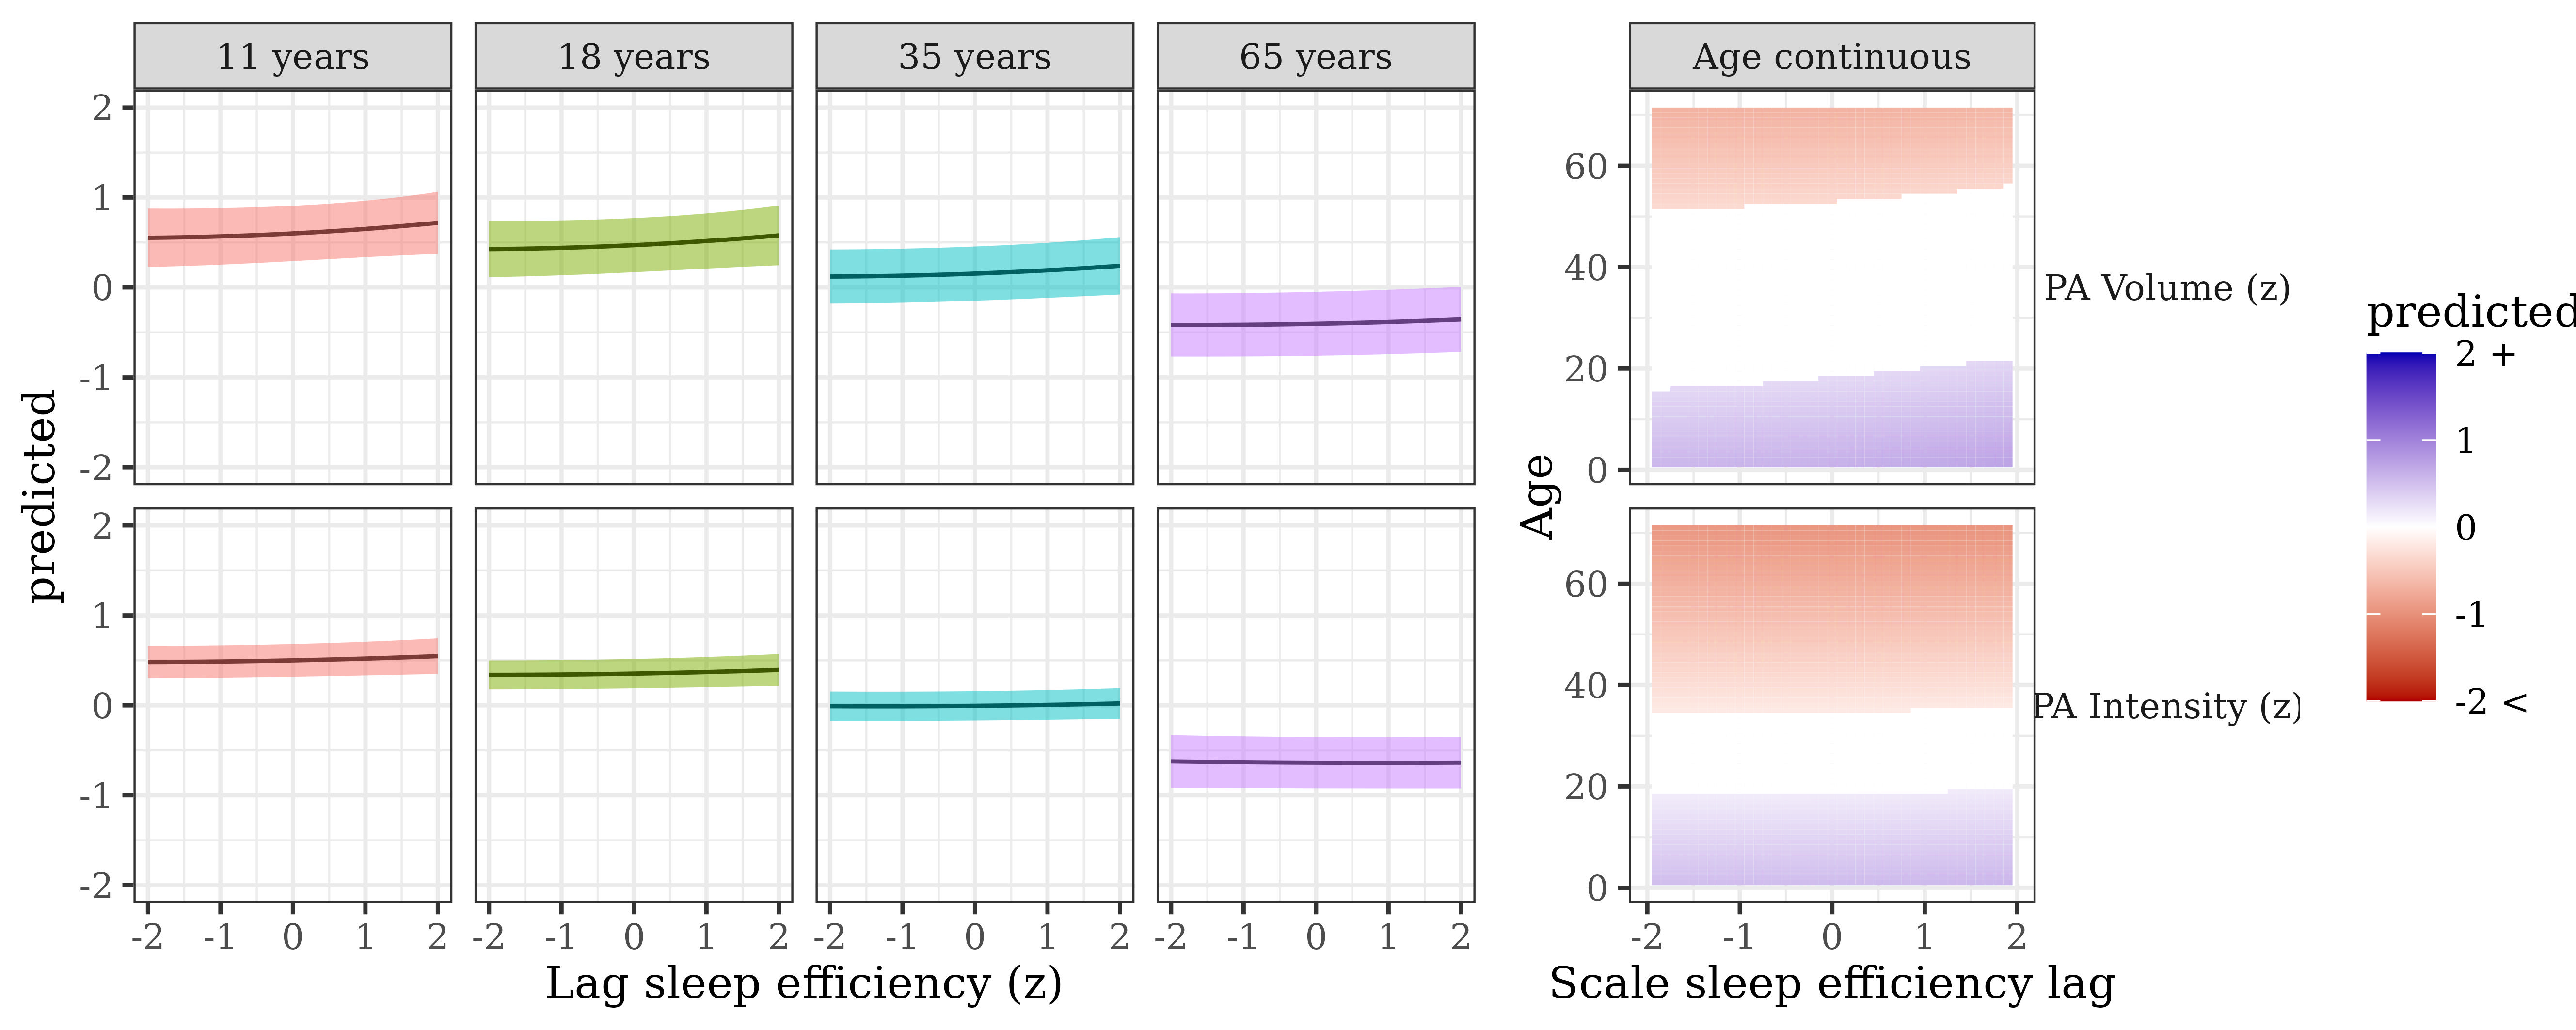 11 years 18 years 35 years 65 years Age continuous
2
1
0
-1
-2
60
40
20
0
PA Volume (z)
2
1
0
-1
-2
60
40
20
0
PA Intensity (z)
predicted
Age
-2 -1 0 1 2 -2 -1 0 1 2 -2 -1 0 1 2 -2 -1 0 1 2 -2 -1 0 1 2
Lag sleep efficiency (z)
Scale sleep efficiency lag
predicted
2 +
1
0
-1
-2 <